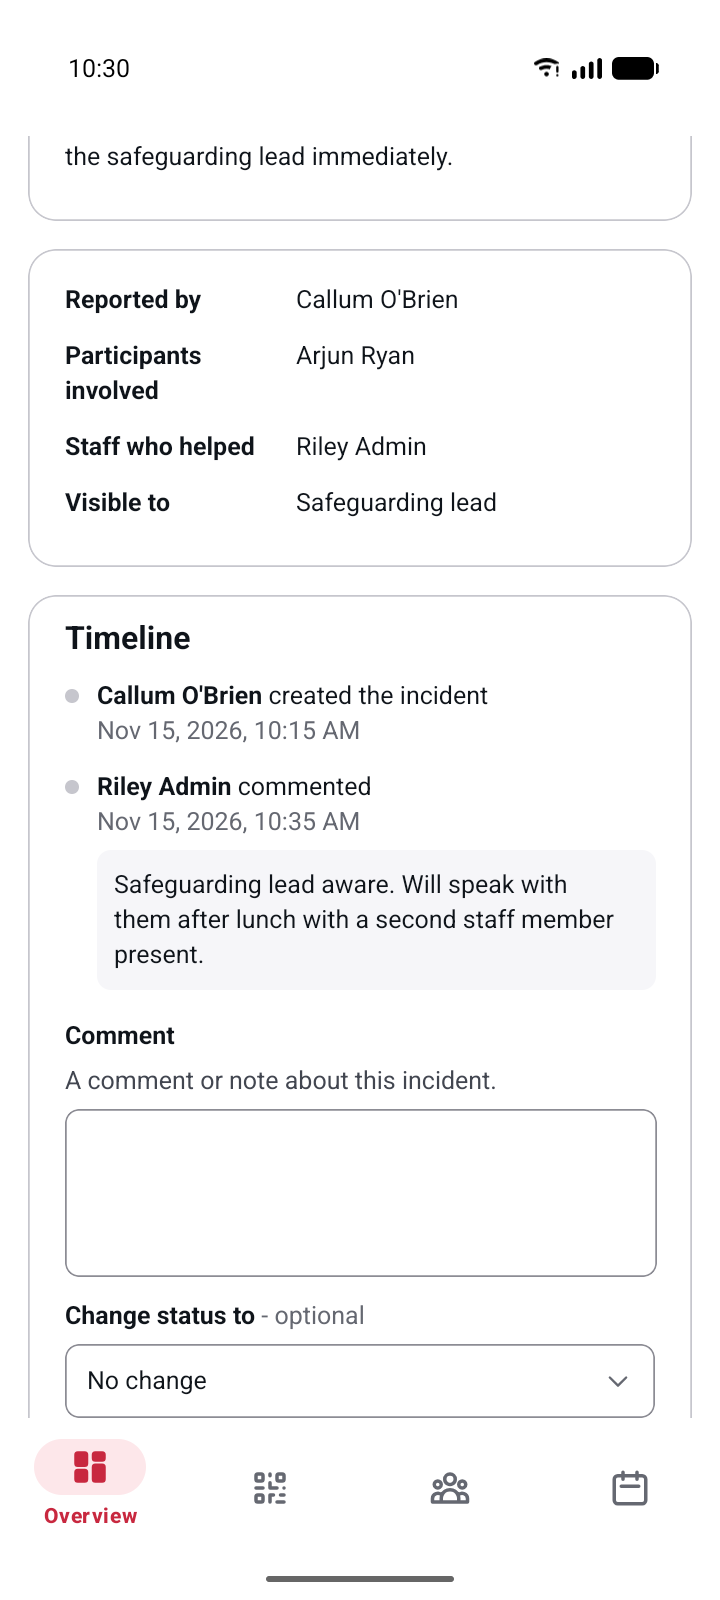 10:30
the safeguarding lead immediately.
Reported by Callum O'Brien
Participants involved Arjun Ryan
Staff who helped Riley Admin
Visible to Safeguarding lead
Timeline
Callum O'Brien created the incident
Nov 15, 2026, 10:15 AM
Riley Admin commented
Nov 15, 2026, 10:35 AM
Safeguarding lead aware. Will speak with
them after lunch with a second staff member
present.
Comment
A comment or note about this incident.
Change status to - optional
No change
Overview